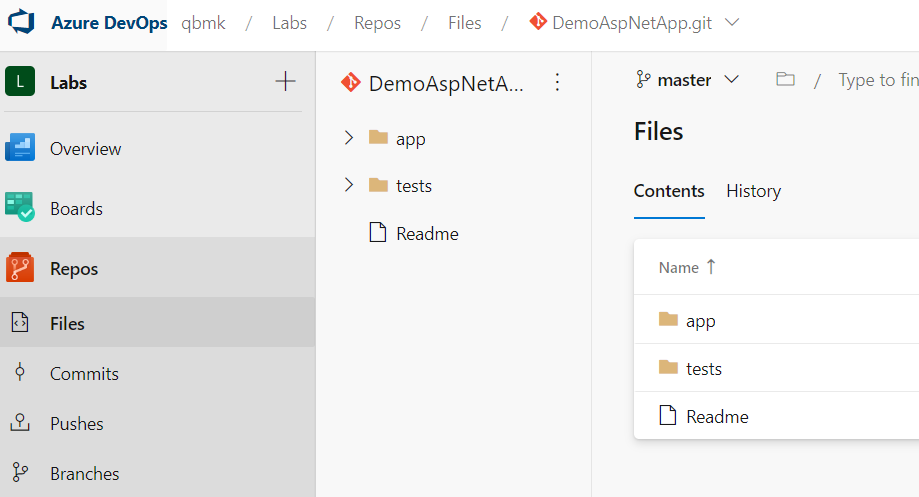 Azure DevOps qbmk / Labs / Repos / Files / DemoAspNetApp.git
L Labs
Overview
Boards
Repos
Files
Commits
Pushes
Branches
DemoAspNetA...
app
tests
Readme
master / Type to fin
Files
Contents History
Name ↑
app
tests
Readme